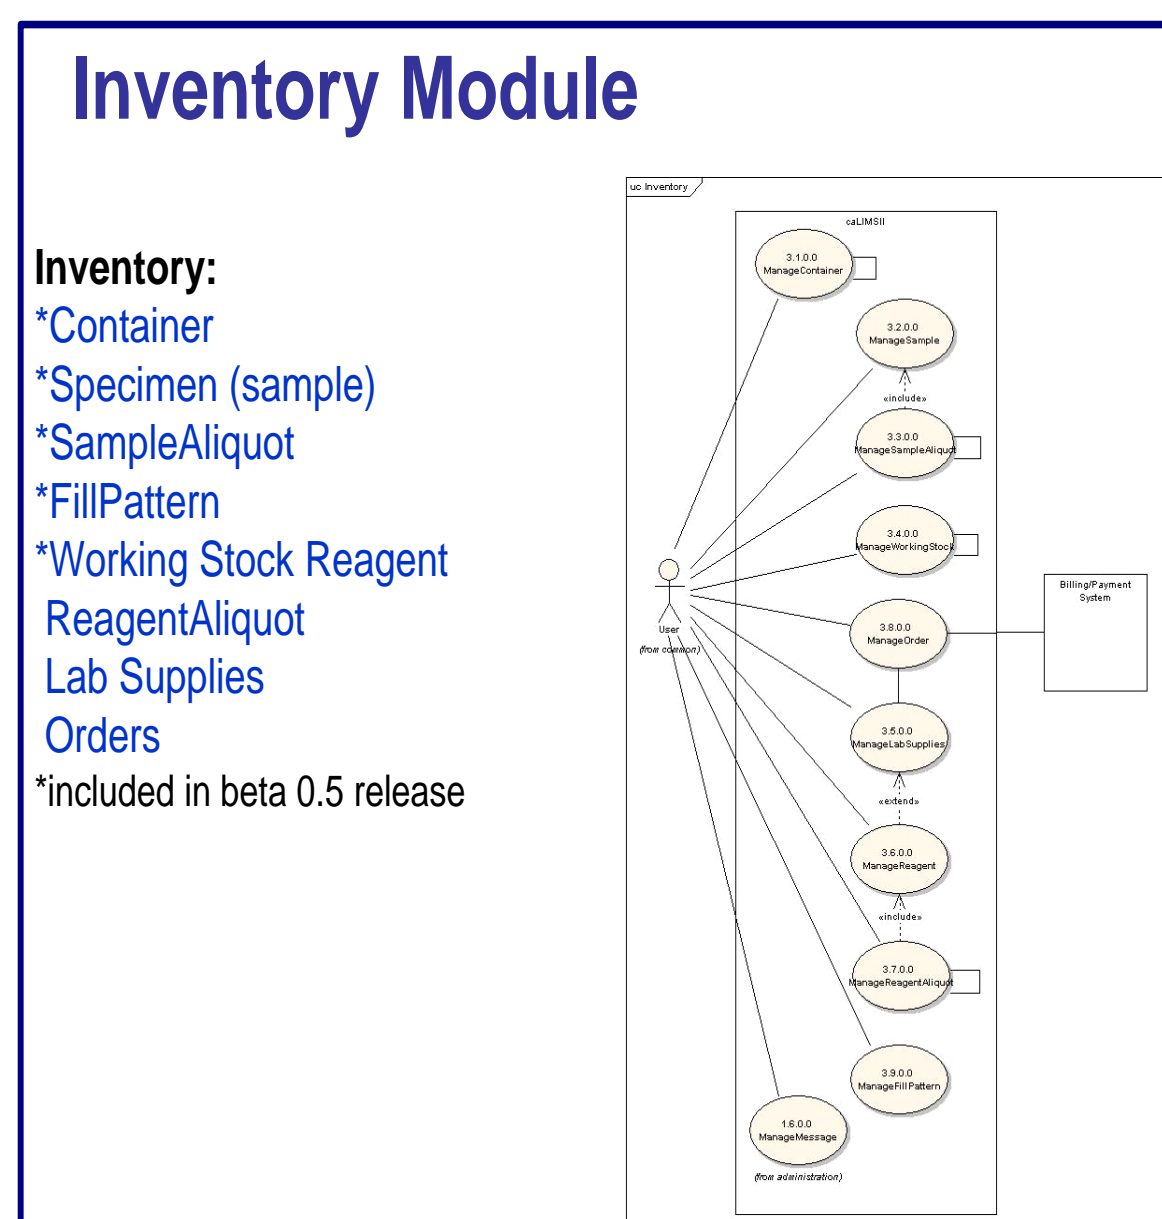 Inventory Module
Inventory:
*Container
*Specimen (sample)
*SampleAliquot
*FillPattern
*Working Stock Reagent
ReagentAliquot
Lab Supplies
Orders
*included in beta 0.5 release
uc Inventory
caLIMSII
3.1.0.0
ManageContainer
3.2.0.0
ManageSample
«include»
3.3.0.0
ManageSampleAliquot
3.4.0.0
ManageWorkingStock
Billing/Payment
System
3.8.0.0
ManageOrder
User
(from common)
3.5.0.0
ManageLabSupplies
«extend»
3.6.0.0
ManageReagent
«include»
3.7.0.0
ManageReagentAliquot
3.9.0.0
ManageFillPattern
1.6.0.0
ManageMessage
(from administration)